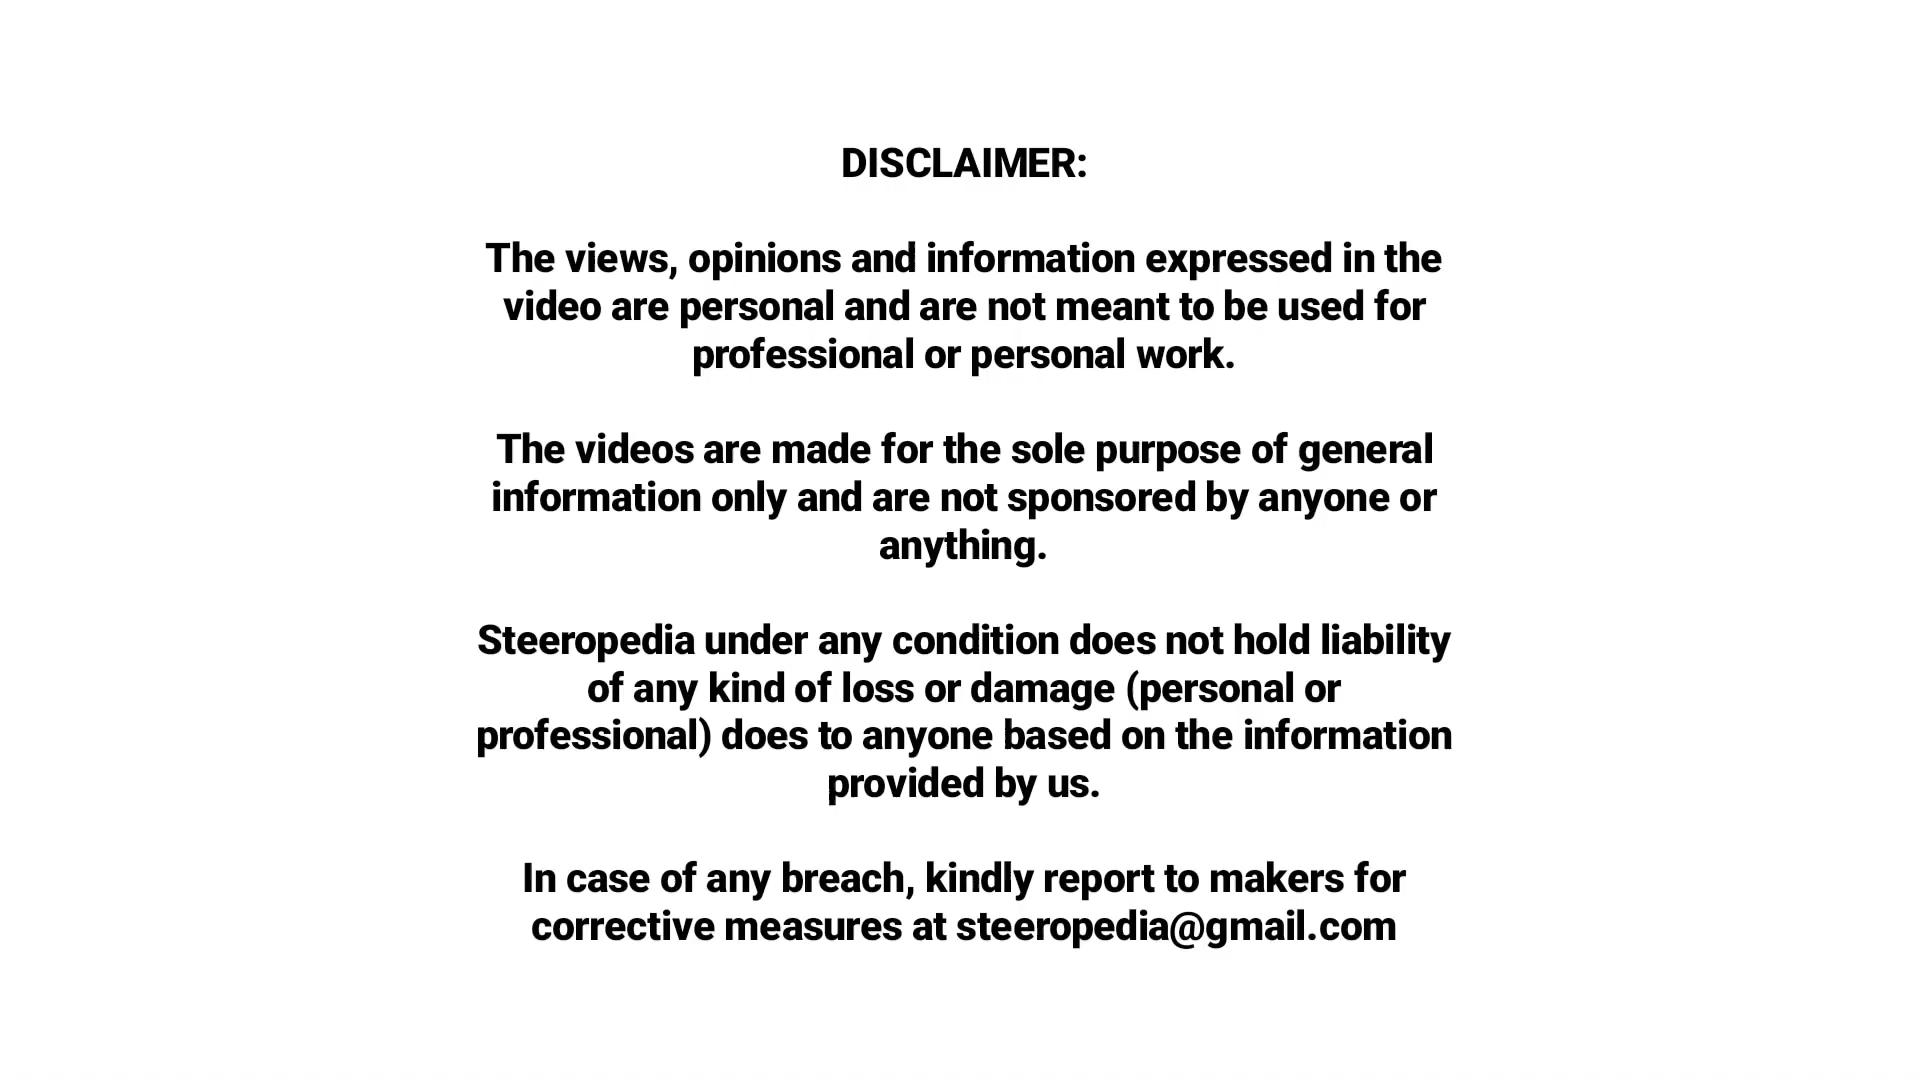 DISCLAIMER:
The views, opinions and information expressed in the
video are personal and are not meant to be used for
professional or personal work.
The videos are made for the sole purpose of general
information only and are not sponsored by anyone or
anything.
Steeropedia under any condition does not hold liability
of any kind of loss or damage (personal or
professional) does to anyone based on the information
provided by us.
In case of any breach, kindly report to makers for
corrective measures at steeropedia@gmail.com